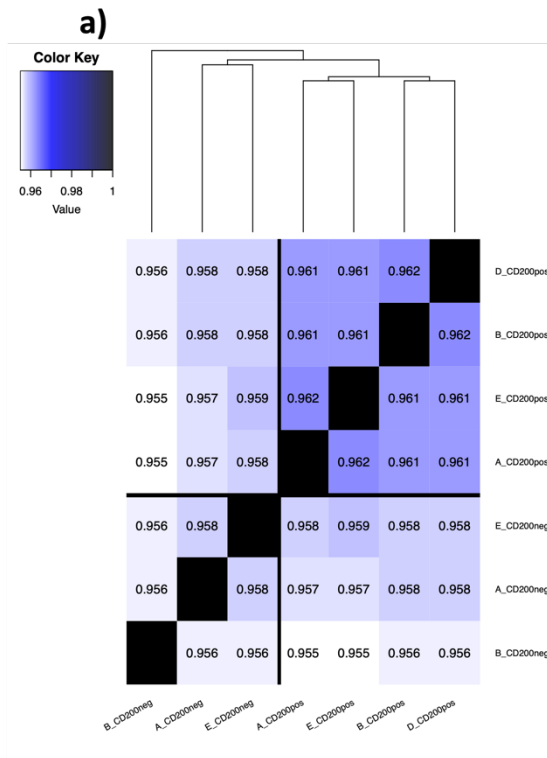 a)
Color Key
0.96 0.98 1
Value
0.956 0.958 0.958 0.961 0.961 0.962 D_CD200pos
0.956 0.958 0.958 0.961 0.961 0.962 B_CD200pos
0.955 0.957 0.959 0.962 0.961 0.961 E_CD200pos
0.955 0.957 0.958 0.962 0.961 0.961 A_CD200pos
0.956 0.958 0.958 0.959 0.958 0.958 E_CD200neg
0.956 0.958 0.957 0.957 0.958 0.958 A_CD200neg
0.956 0.956 0.955 0.955 0.956 0.956 B_CD200neg
B_CD200neg A_CD200neg E_CD200neg A_CD200pos E_CD200pos B_CD200pos D_CD200pos